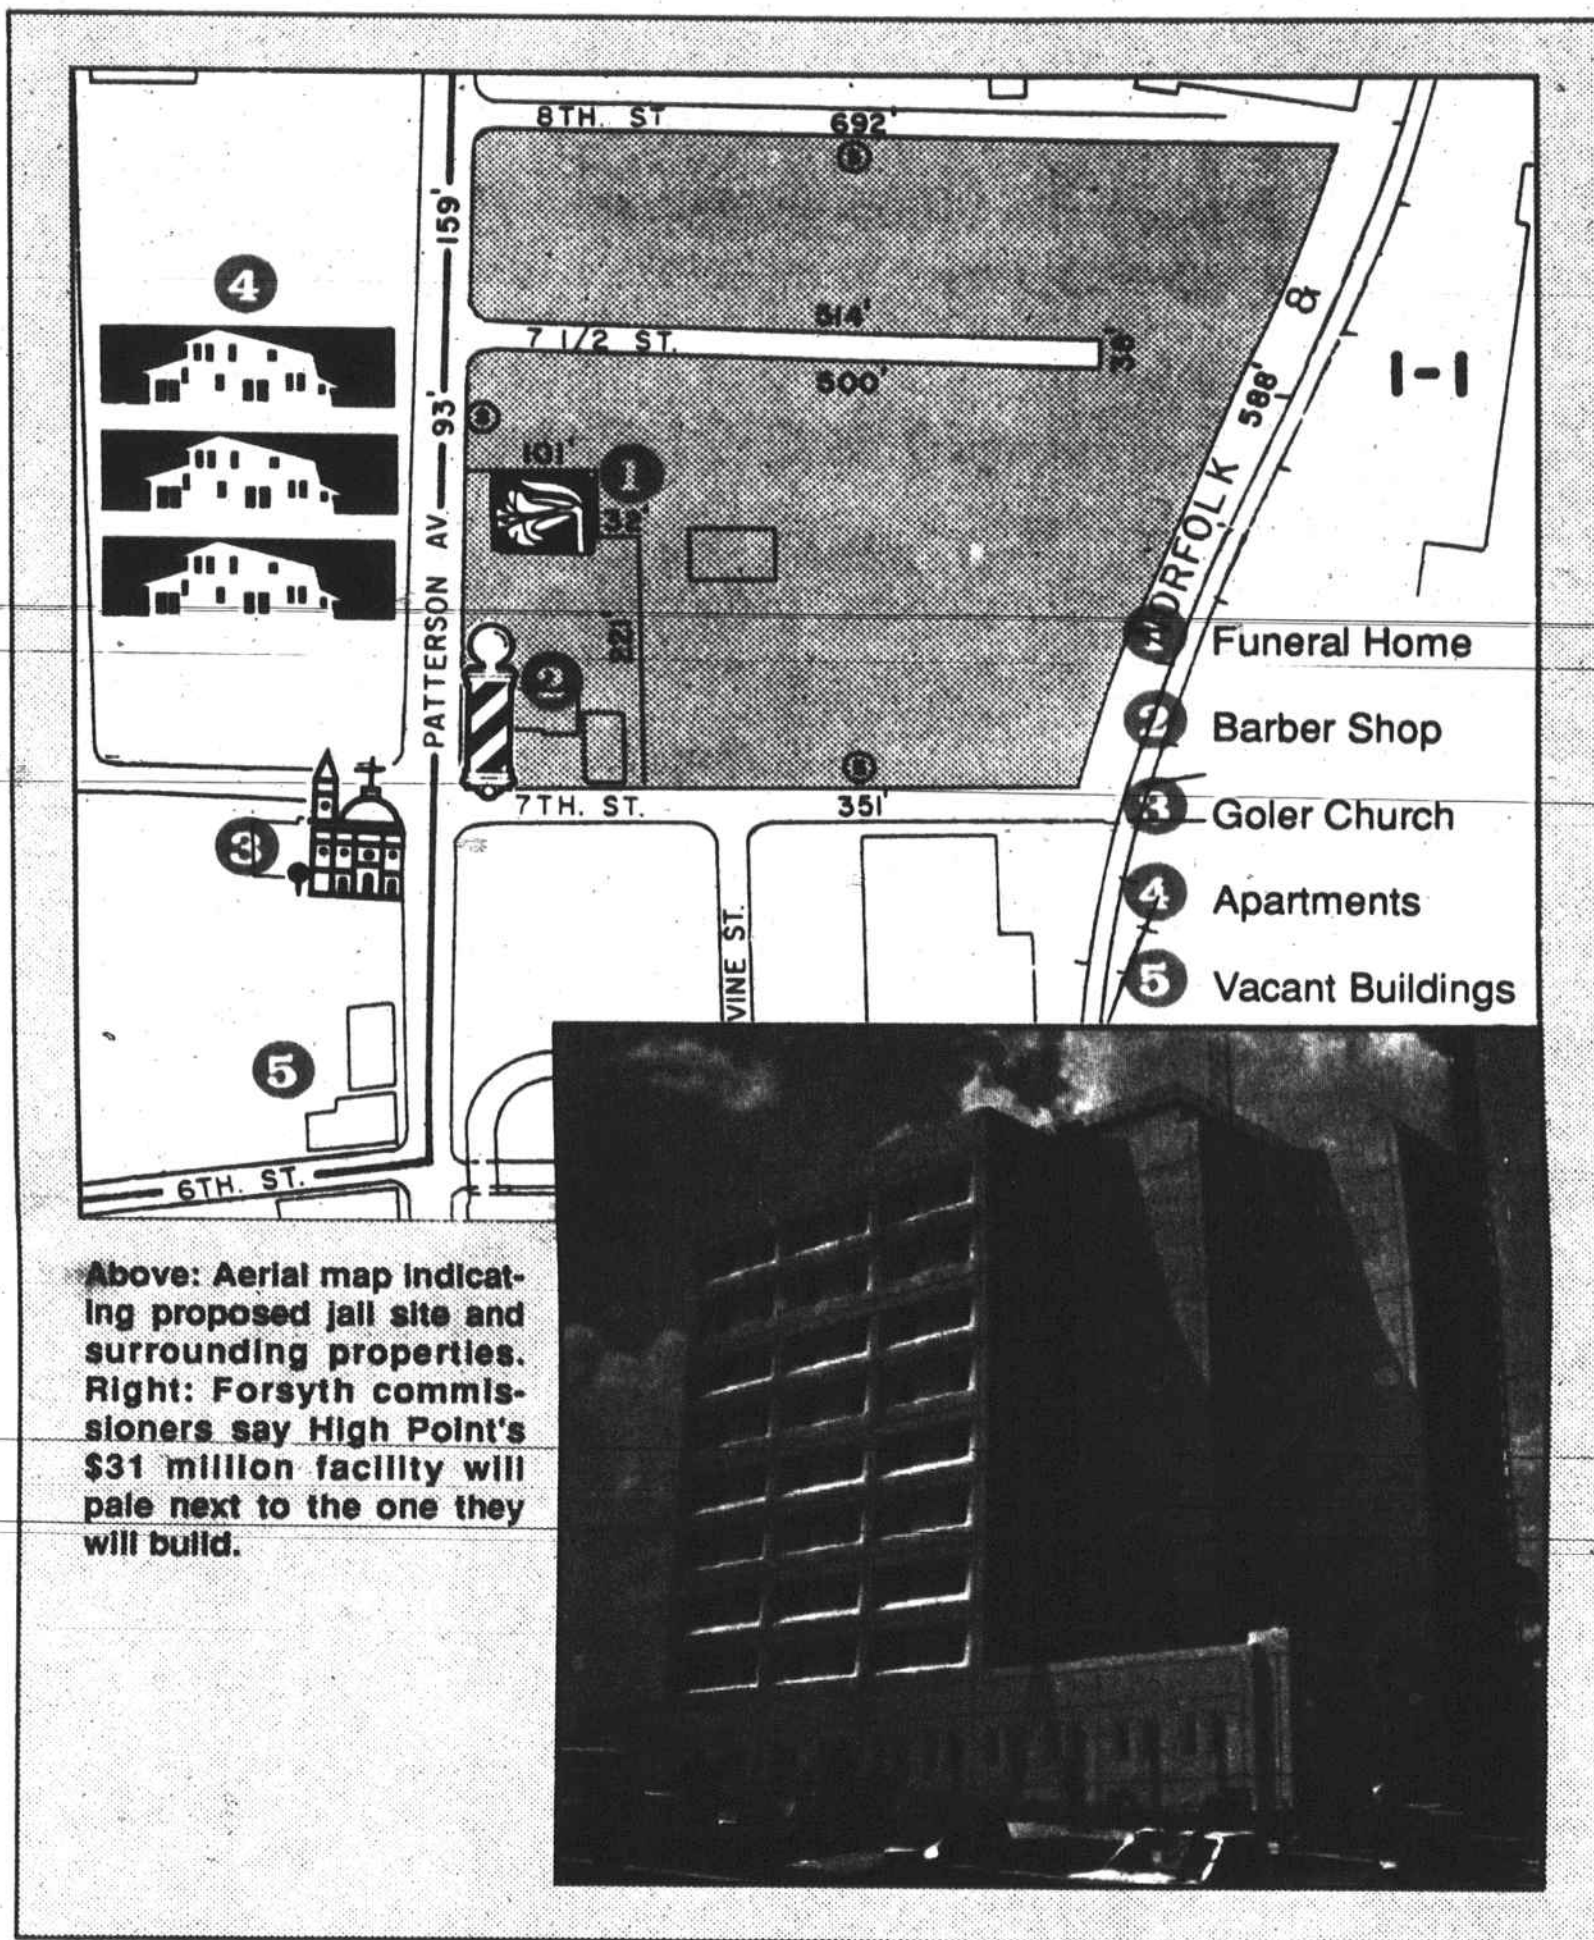 8TH. ST
692'
S
159'
4
514'
7 1/2 ST.
38'
500'
93'
S
101'
1
32'
NORFOLK &
588'
I-I
PATTERSON AV.
221'
2
S
7TH. ST.
351'
3
VINE ST.
5
6TH. ST.
Funeral Home
2 Barber Shop
3 Goler Church
4 Apartments
5 Vacant Buildings
Above: Aerial map indicat-
ing proposed jail site and
surrounding properties.
Right: Forsyth commis-
sioners say High Point's
$31 million facility will
pale next to the one they
will build.